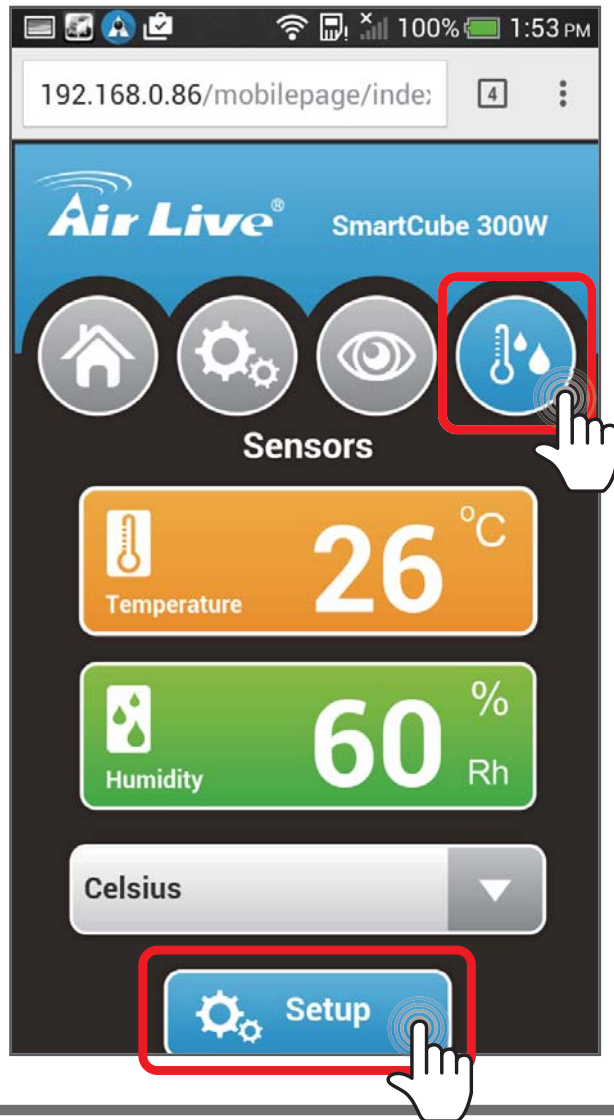 100% 1:53 PM
192.168.0.86/mobilepage/index
4
Air Live® SmartCube 300W
Sensors
26 °C
Temperature
60 %
Rh
Humidity
Celsius
Setup